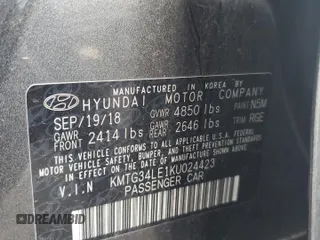 MANUFACTURED IN KOREA BY
HYUNDAI MOTOR COMPANY
SEP/19/18 GVWR 4850 lbs PAINT N5M
GAWR FRONT 2414 lbs GAWR REAR 2646 lbs TRIM RGE
THIS VEHICLE CONFORMS TO ALL APPLICABLE U.S.A. FEDERAL
MOTOR VEHICLE SAFETY, BUMPER, AND THEFT PREVENTION
STANDARDS IN EFFECT ON THE DATE OF MANUFACTURE
SHOWN ABOVE.
V.I.N KMTG34LE1KU024423
PASSENGER CAR
DREAMBID
.com